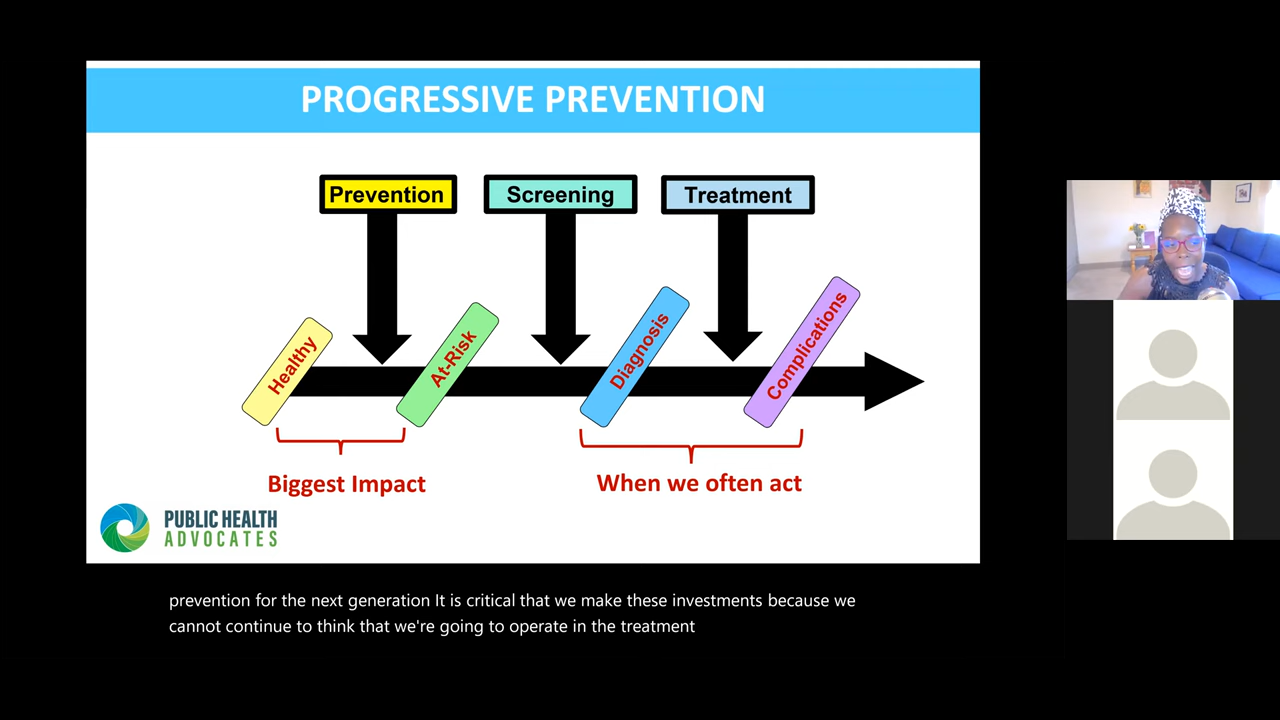 PROGRESSIVE PREVENTION
Prevention
Screening
Treatment
Healthy
At-Risk
Diagnosis
Complications
Biggest Impact
When we often act
PUBLIC HEALTH
ADVOCATES
prevention for the next generation It is critical that we make these investments because we
cannot continue to think that we're going to operate in the treatment